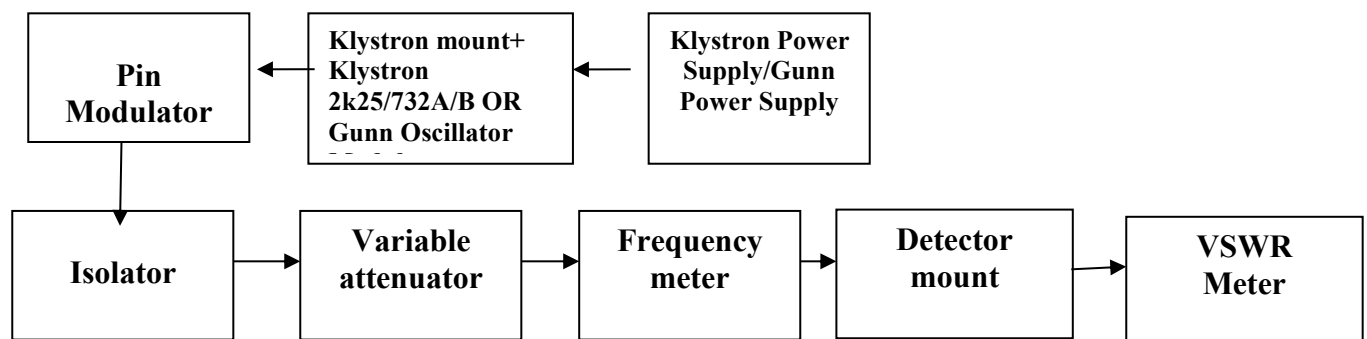 Pin
Modulator
Klystron mount+
Klystron
2k25/732A/B OR
Gunn Oscillator
Klystron Power
Supply/Gunn
Power Supply
Isolator
Variable
attenuator
Frequency
meter
Detector
mount
VSWR
Meter